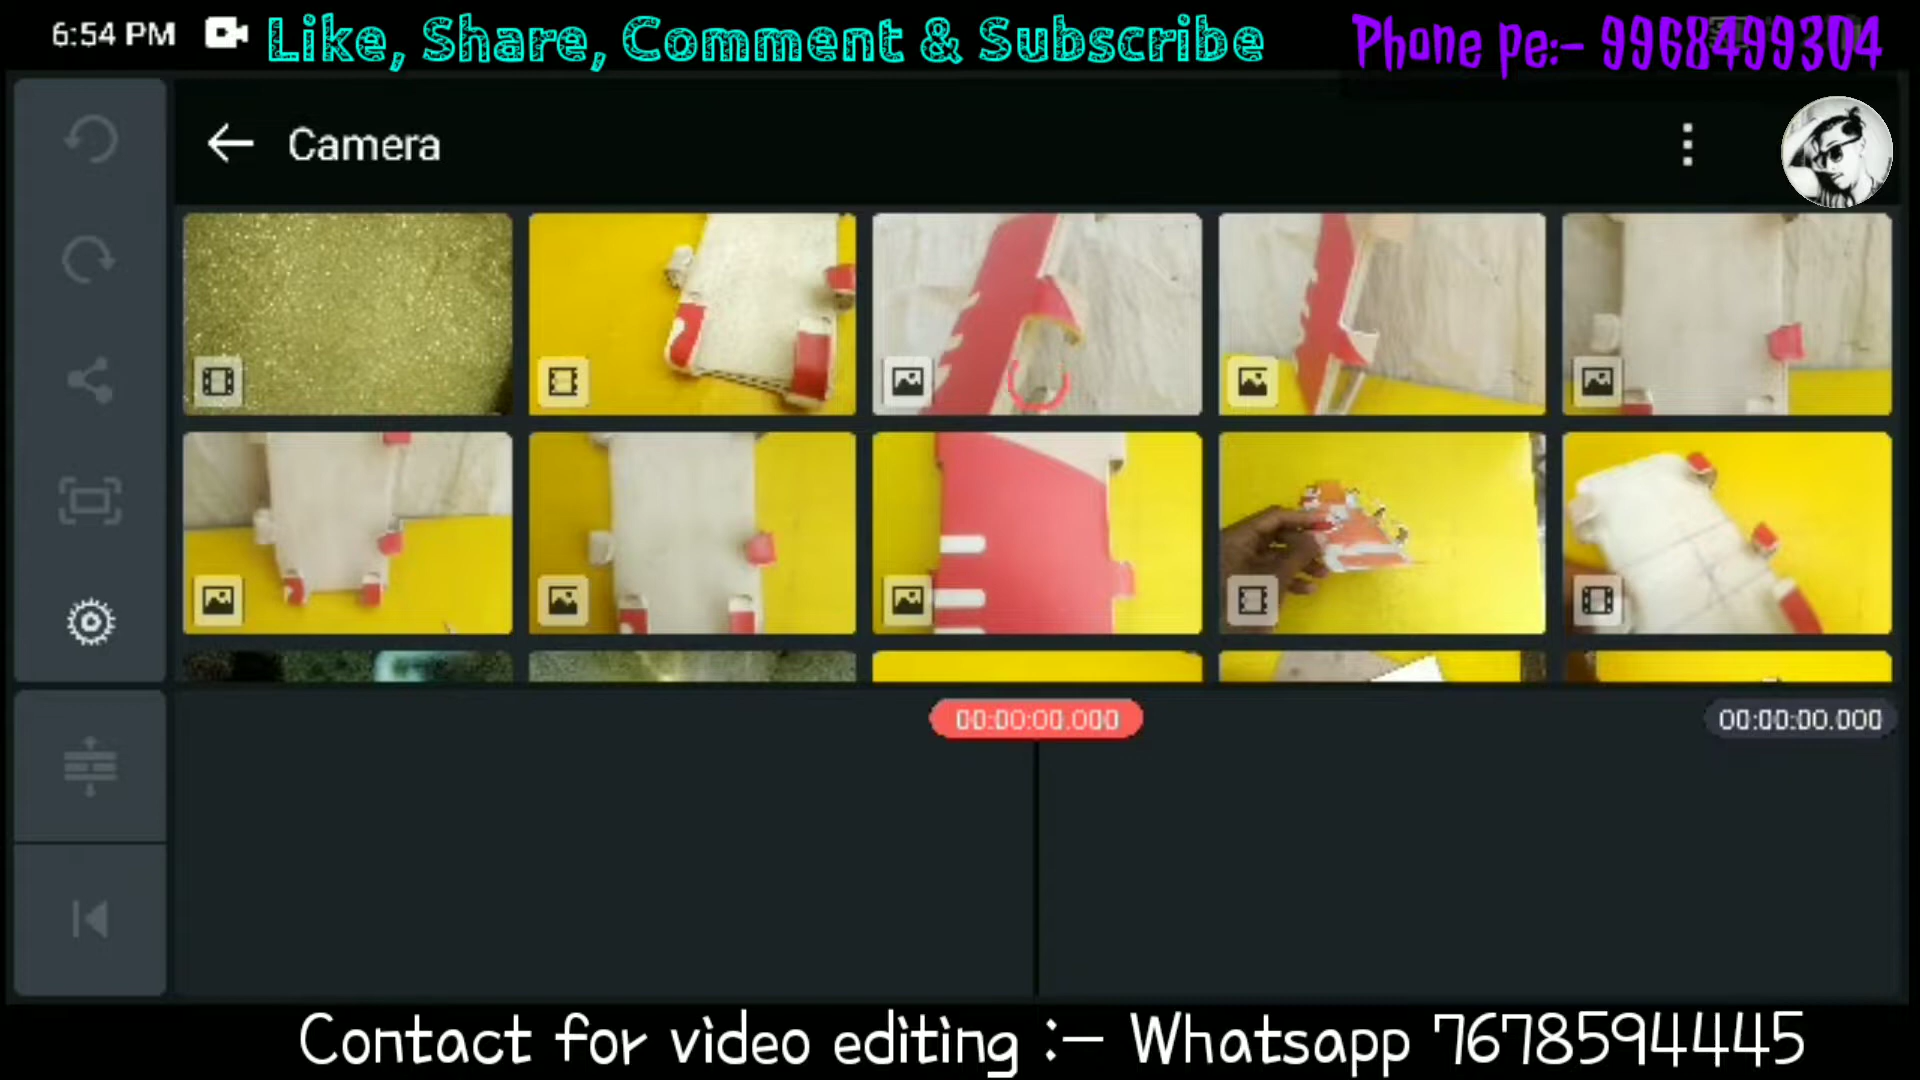 6:54 PM
Like, Share, Comment & Subscribe
Phone pe:- 9968499304
Camera
00:00:00.000
00:00:00.000
Contact for video editing :- Whatsapp 7678594445